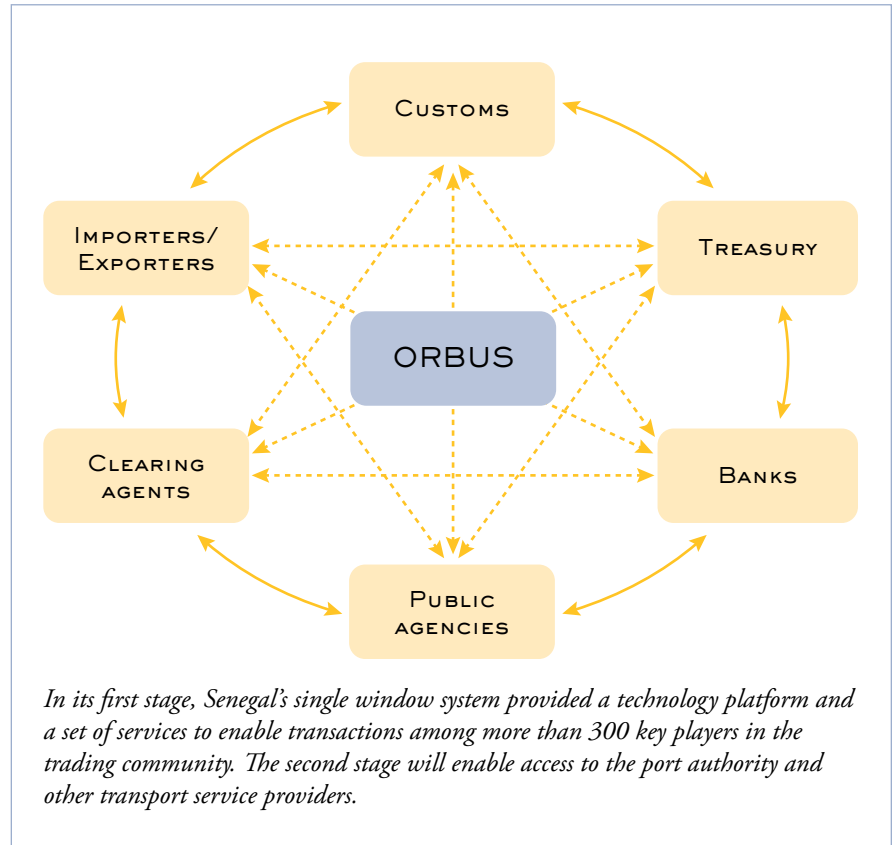 CUSTOMS
IMPORTERS/
EXPORTERS
TREASURY
ORBUS
CLEARING
AGENTS
BANKS
PUBLIC
AGENCIES
In its first stage, Senegal’s single window system provided a technology platform and
a set of services to enable transactions among more than 300 key players in the
trading community. The second stage will enable access to the port authority and
other transport service providers.